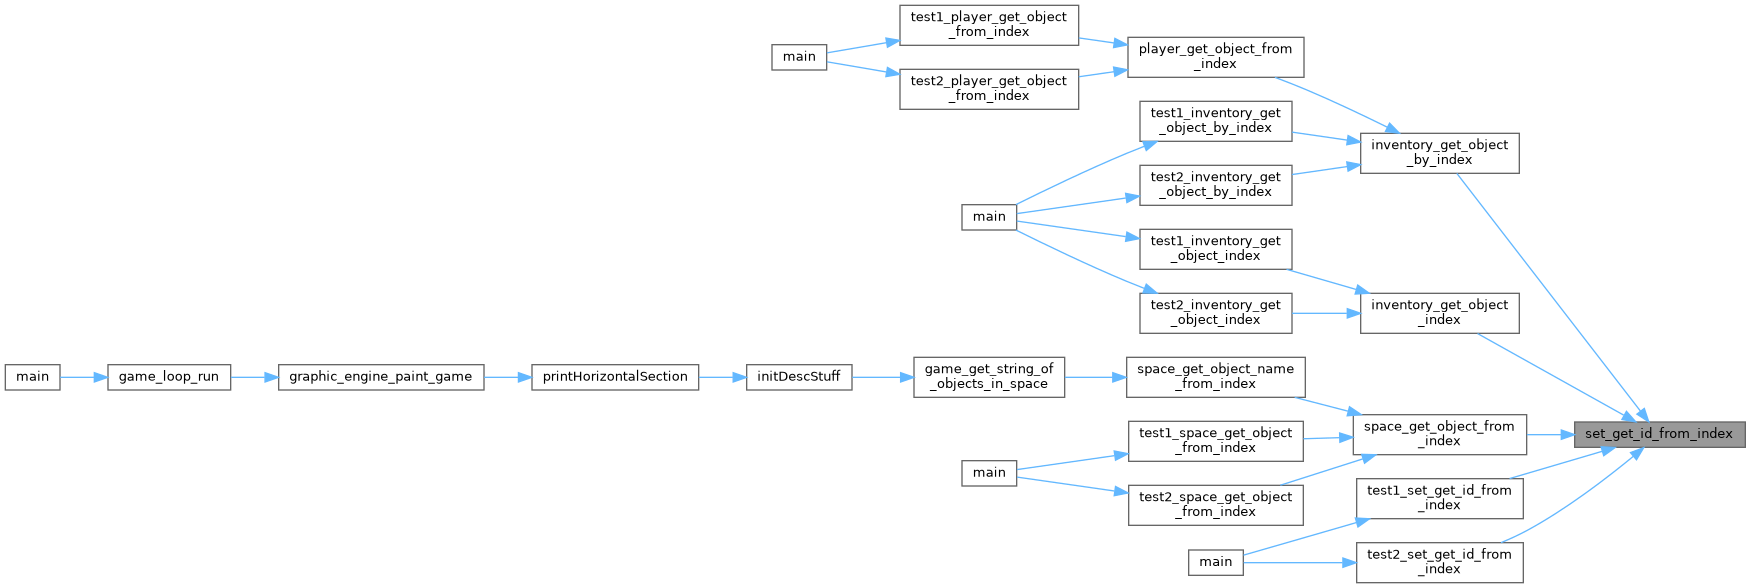 test1_player_get_object
_from_index
main
player_get_object_from
_index
test2_player_get_object
_from_index
test1_inventory_get
_object_by_index
inventory_get_object
_by_index
test2_inventory_get
_object_by_index
main
test1_inventory_get
_object_index
test2_inventory_get
_object_index
inventory_get_object
_index
main
game_loop_run
graphic_engine_paint_game
printHorizontalSection
initDescStuff
game_get_string_of
_objects_in_space
space_get_object_name
_from_index
test1_space_get_object
_from_index
space_get_object_from
_index
set_get_id_from_index
main
test2_space_get_object
_from_index
test1_set_get_id_from
_index
main
test2_set_get_id_from
_index